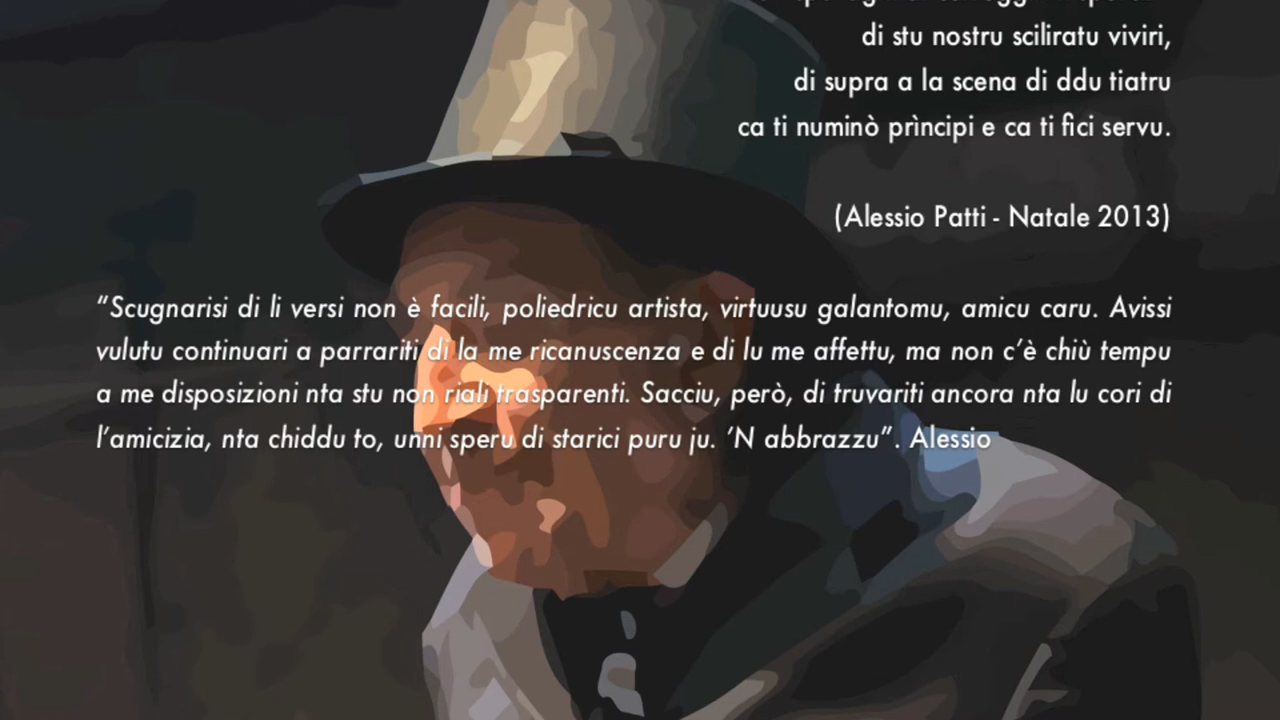 di stu nostru sciliratu viviri,
di supra a la scena di ddu tiatru
ca ti numinò prìncipi e ca ti fici servu.
(Alessio Patti - Natale 2013)
“Scugnarisi di li versi non è facili, poliedricu artista, virtuusu galantomu, amicu caru. Avissi
vulutu continuari a parrariti di la me ricanuscenza e di lu me affettu, ma non c’è chiù tempu
a me disposizioni nta stu non riali trasparenti. Sacciu, però, di truvariti ancora nta lu cori di
l’amicizia, nta chiddu to, unni speru di starici puru ju. ‘N abbrazzu”. Alessio